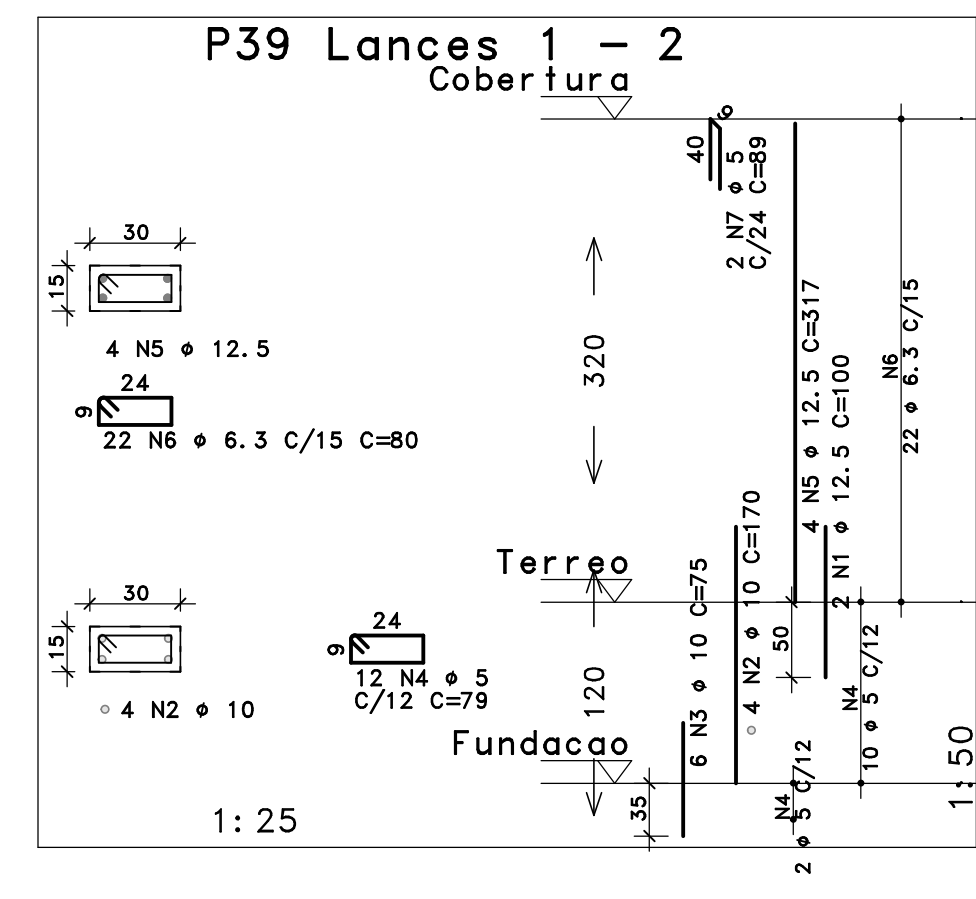 P39 Lances 1 - 2
Cobertura
6
40
2 N7 ø 5
C/24 C=89
30
15
4 N5 ø 12.5
24
9
22 N6 ø 6.3 C/15 C=80
320
4 N5 ø 12.5 C=317
2 N1 ø 12.5 C=100
N6
22 ø 6.3 C/15
Terreo
30
15
4 N2 ø 10
24
9
12 N4 ø 5
C/12 C=79
120
6 N3 ø 10 C=75
4 N2 ø 10 C=170
50
N4
10 ø 5 C/12
Fundacao
35
N4
2 ø 5 C/12
1:25
1:50